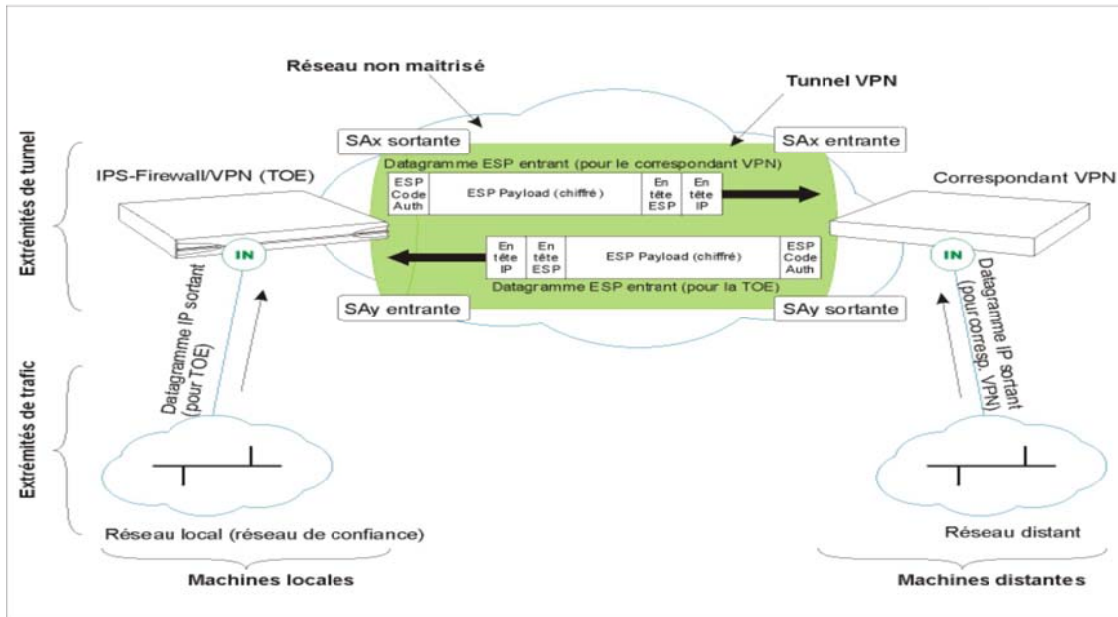 Réseau non maitrisé
Tunnel VPN
Extrémités de tunnel
SAx sortante
SAx entrante
IPS-Firewall/VPN (TOE)
Datagramme ESP entrant (pour le correspondant VPN)
Correspondant VPN
ESP
Code
Auth
ESP Payload (chiffré)
En
tête
ESP
En
tête
IP
IN
En
tête
IP
En
tête
ESP
ESP Payload (chiffré)
ESP
Code
Auth
IN
Datagramme ESP entrant (pour la TOE)
SAy entrante
SAy sortante
Datagramme IP sortant
(pour TOE)
Datagramme IP sortant
(pour corresp. VPN)
Extrémités de trafic
Réseau local (réseau de confiance)
Réseau distant
Machines locales
Machines distantes